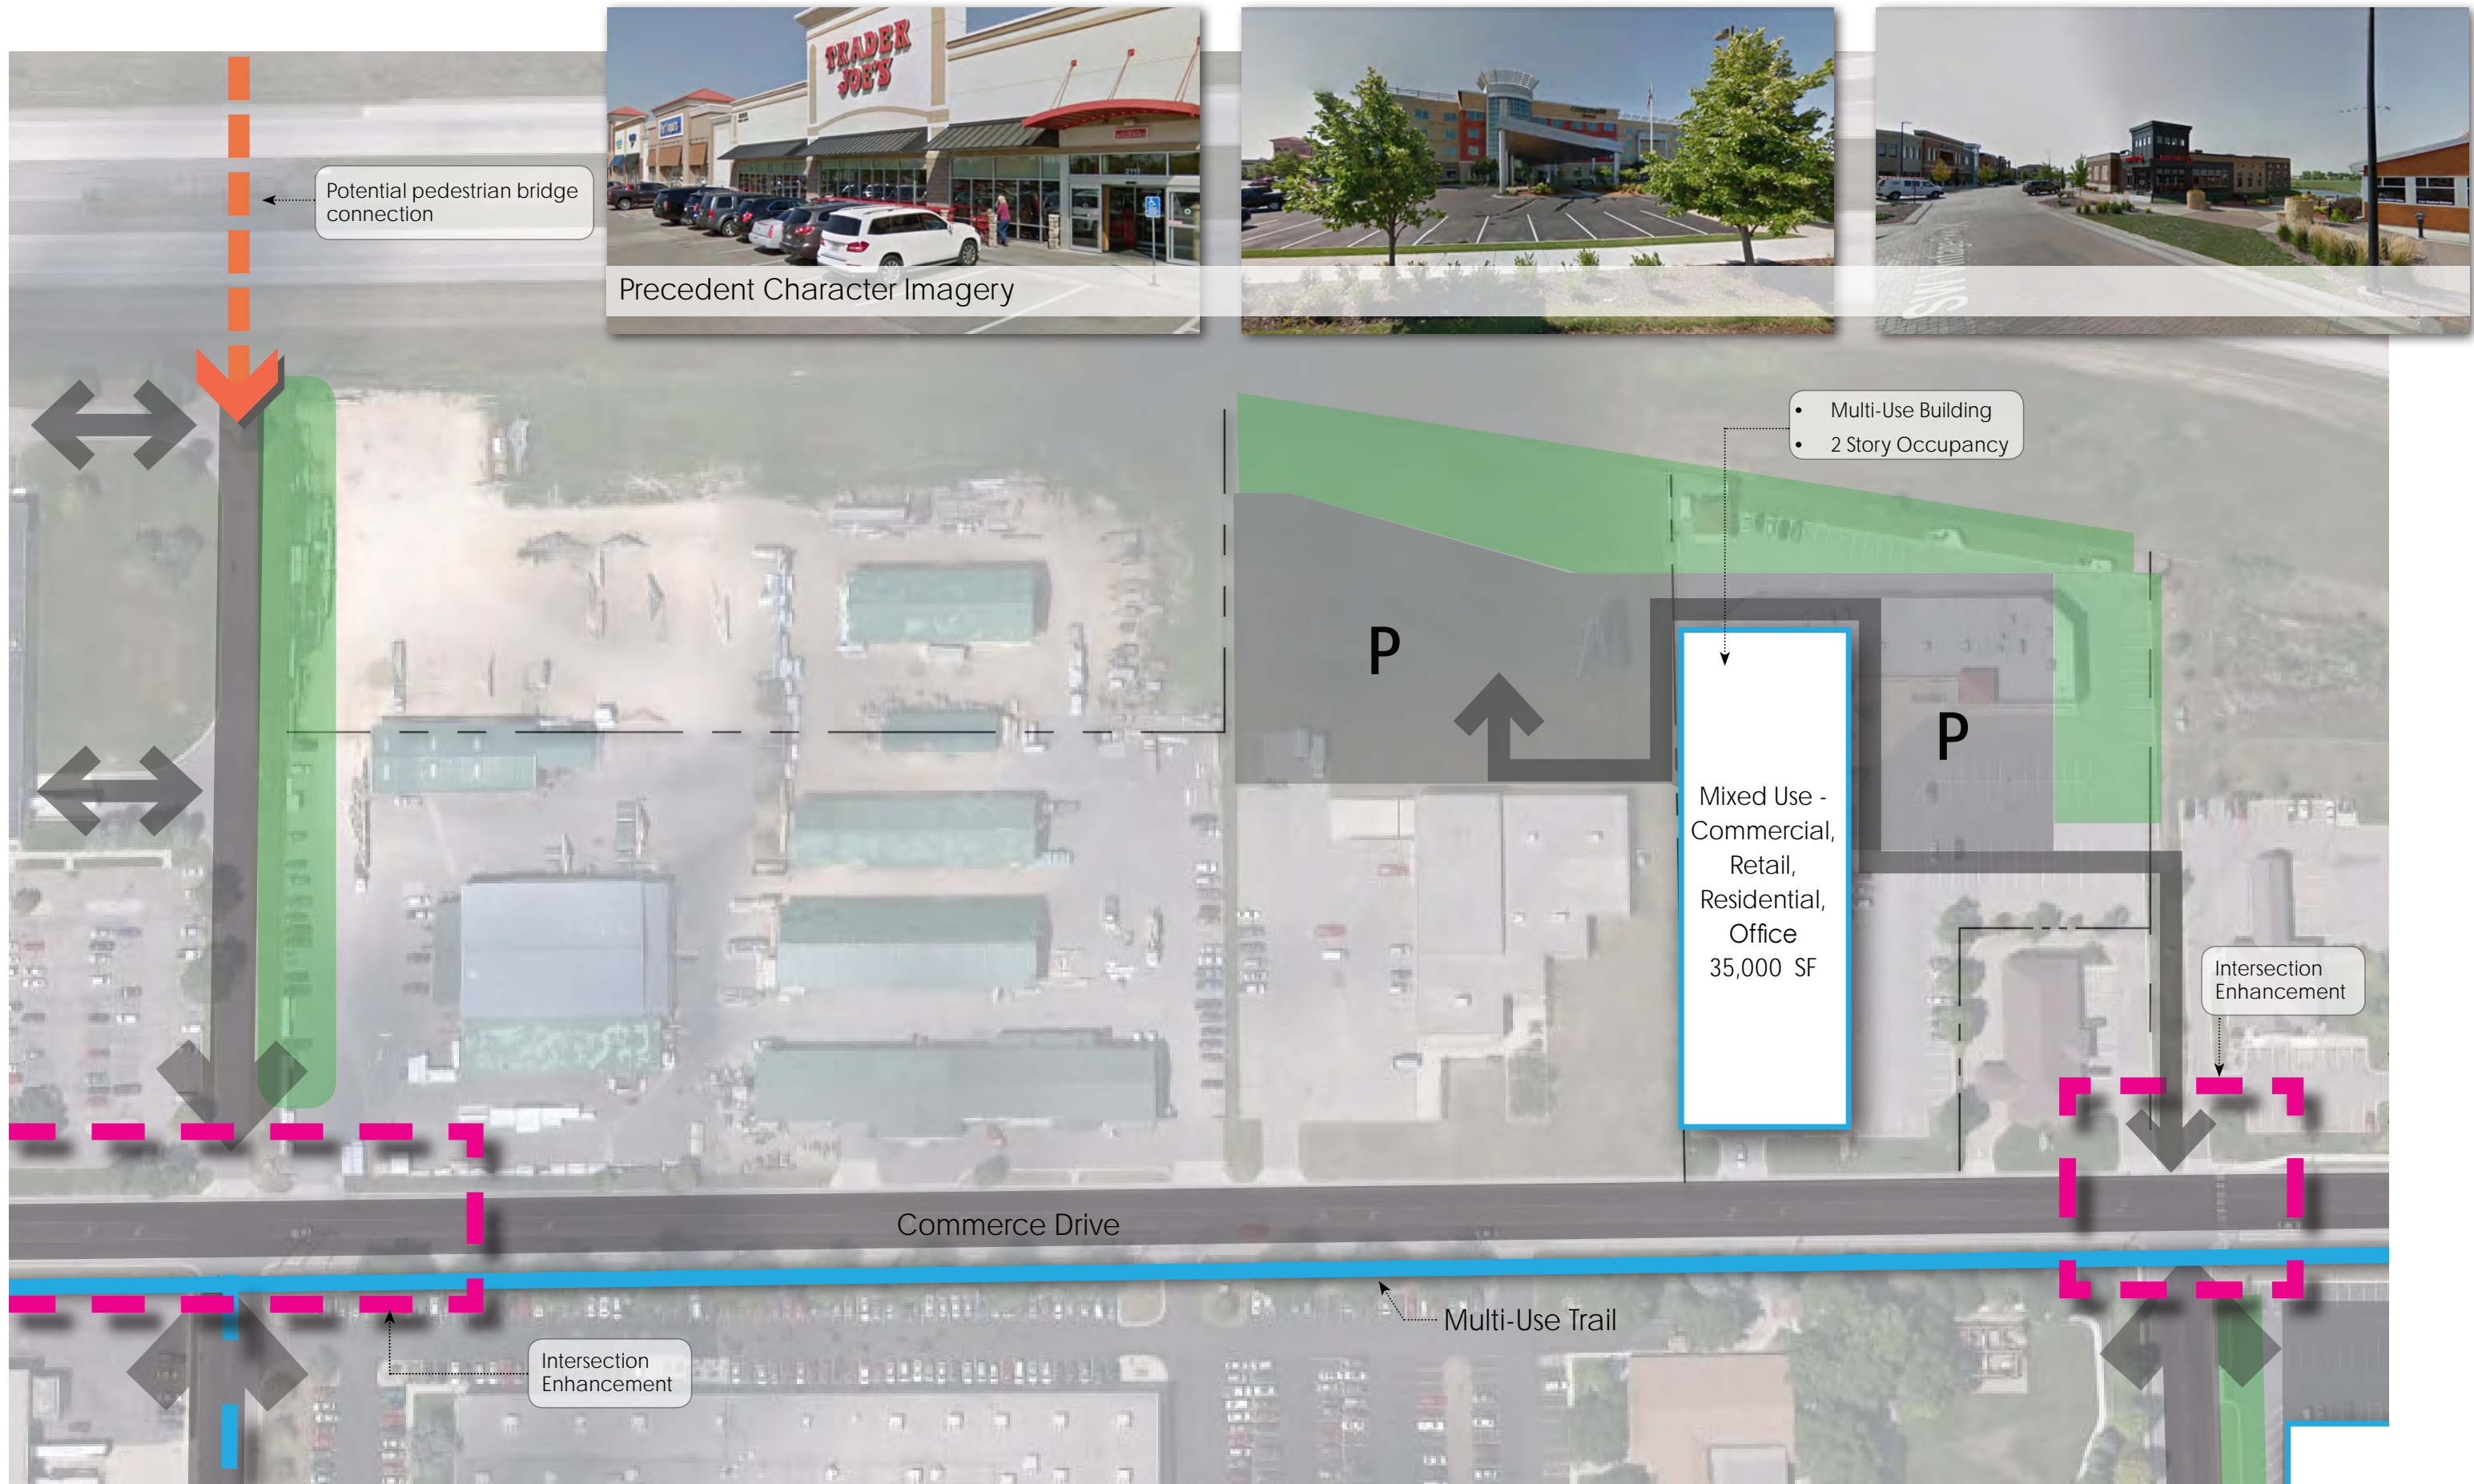 TRADER
JOE'S
Precedent Character Imagery
Potential pedestrian bridge
connection
• Multi-Use Building
• 2 Story Occupancy
P
P
Mixed Use -
Commercial,
Retail,
Residential,
Office
35,000 SF
Intersection
Enhancement
Commerce Drive
Multi-Use Trail
Intersection
Enhancement